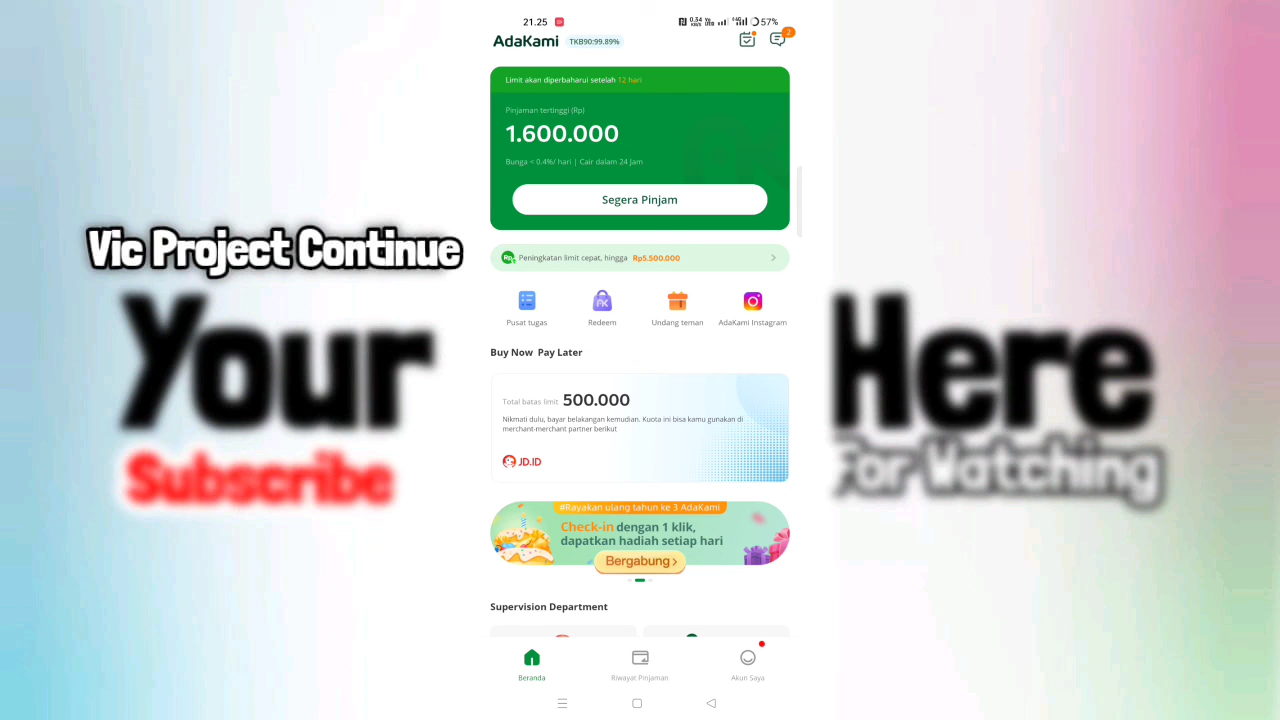 21.25
57%
AdaKami
TKB90:99.89%
2
Limit akan diperbaharui setelah 12 hari
Pinjaman tertinggi (Rp)
1.600.000
Bunga < 0.4%/ hari | Cair dalam 24 Jam
Segera Pinjam
Peningkatan limit cepat, hingga Rp5.500.000
Pusat tugas
Redeem
Undang teman
AdaKami Instagram
Buy Now Pay Later
Total batas limit 500.000
Nikmati dulu, bayar belakangan kemudian. Kuota ini bisa kamu gunakan di
merchant-merchant partner berikut
JD.ID
#Rayakan ulang tahun ke 3 AdaKami
Check-in dengan 1 klik,
dapatkan hadiah setiap hari
Bergabung >
Supervision Department
Beranda
Riwayat Pinjaman
Akun Saya
Vic Project Continue
Your
Subscribe
Here
For Watching